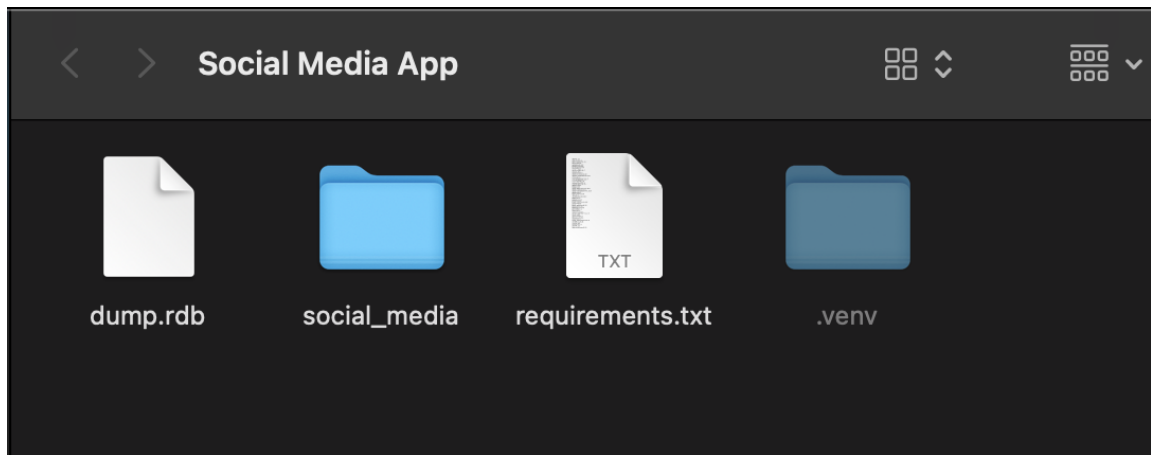 Social Media App
TXT
dump.rdb
social_media
requirements.txt
.venv